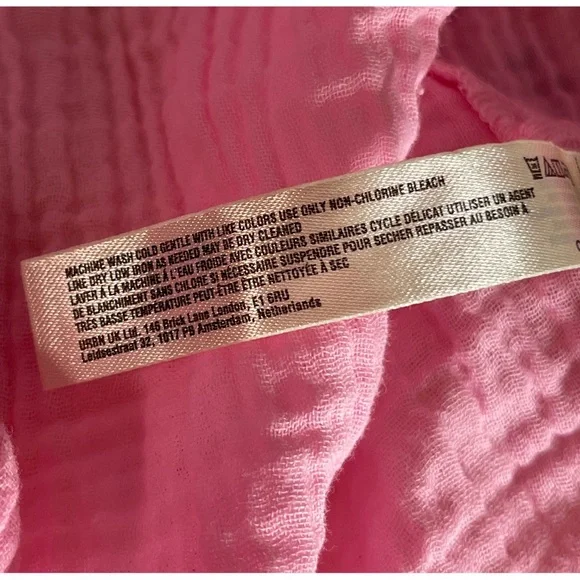 MACHINE WASH COLD GENTLE WITH LIKE COLORS USE ONLY NON-CHLORINE BLEACH
LINE DRY LOW IRON AS NEEDED MAY BE DRY CLEANED
LAVER À LA MACHINE À L'EAU FROIDE AVEC COULEURS SIMILAIRES CYCLE DÉLICAT UTILISER UN AGENT
DE BLANCHIMENT SANS CHLORE SI NÉCESSAIRE SUSPENDRE POUR SÉCHER REPASSER AU BESOIN À
TRÈS BASSE TEMPÉRATURE PEUT-ÊTRE ÊTRE NETTOYÉE À SEC
URBN UK Ltd. 146 Brick Lane London, E1 6RU
Leidsestraat 32, 1017 PB Amsterdam, Netherlands